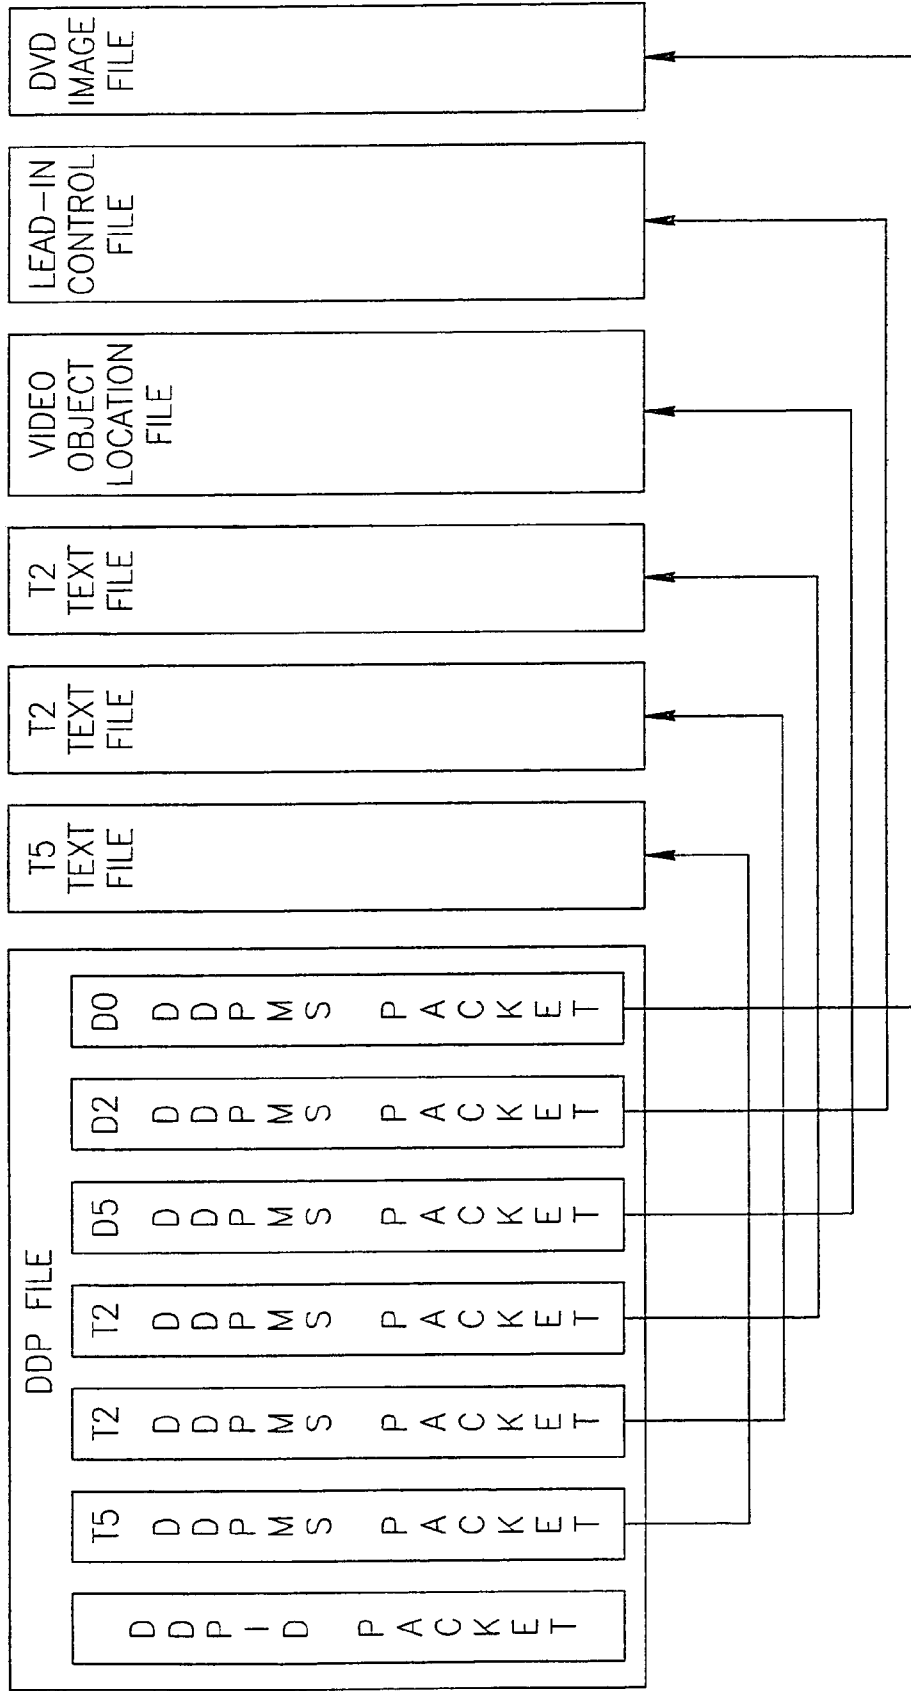 DDP FILE
DDPID PACKET
T5
DDPMS PACKET
T2
DDPMS PACKET
T2
DDPMS PACKET
D5
DDPMS PACKET
D2
DDPMS PACKET
D0
DDPMS PACKET
T5
TEXT
FILE
T2
TEXT
FILE
T2
TEXT
FILE
VIDEO
OBJECT
LOCATION
FILE
LEAD-IN
CONTROL
FILE
DVD
IMAGE
FILE